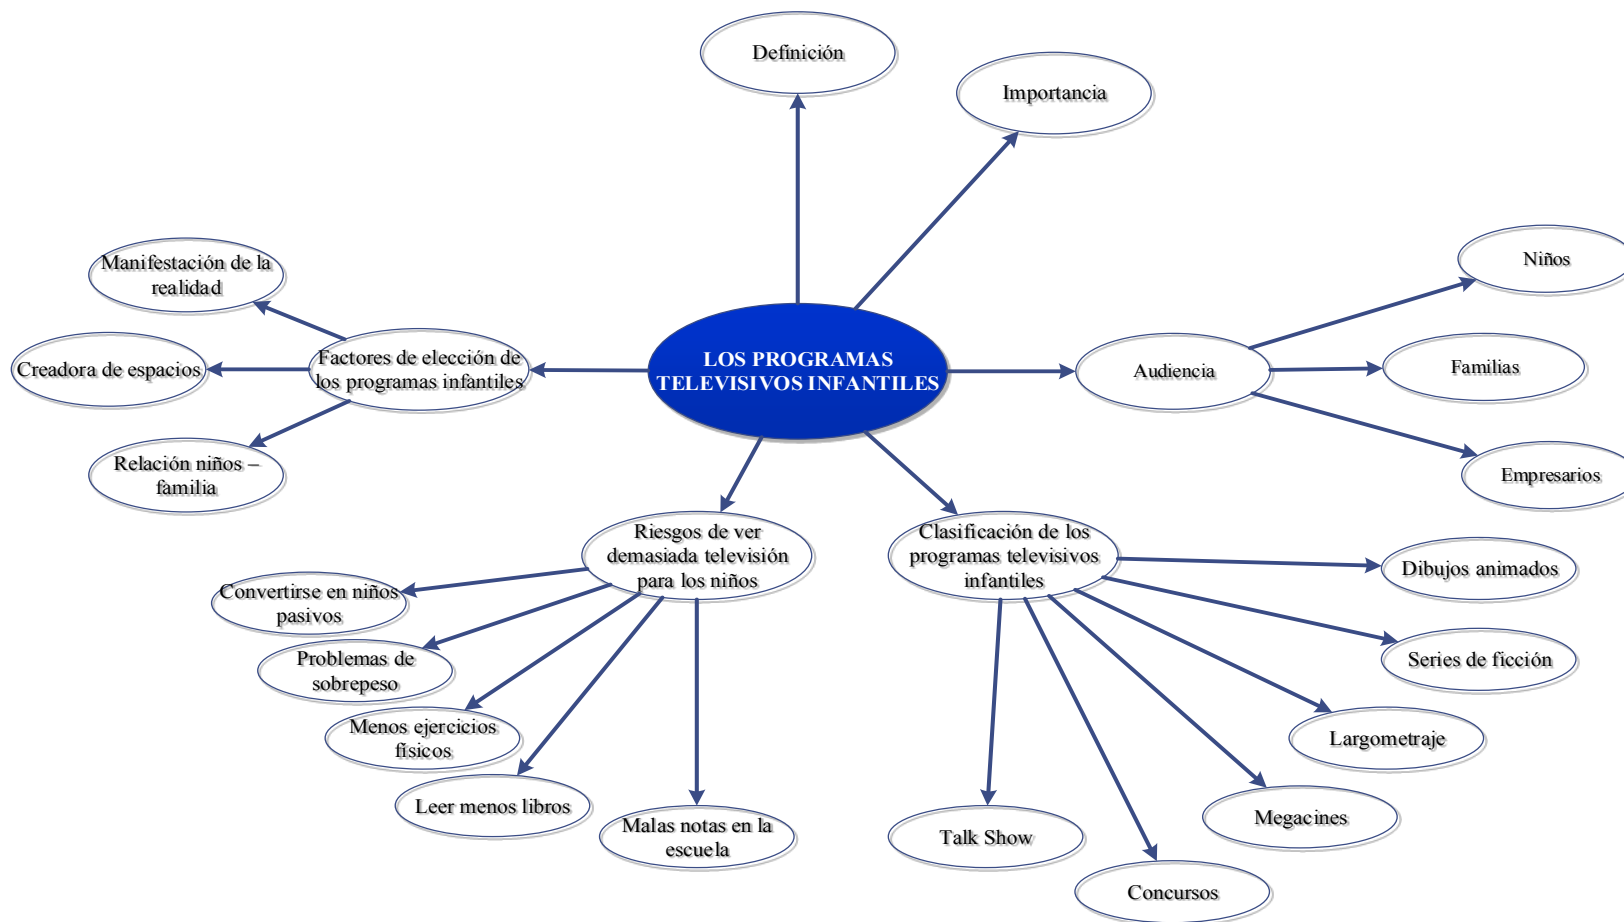 Definición
Importancia
Niños
Manifestación de la
realidad
LOS PROGRAMAS
TELEVISIVOS INFANTILES
Factores de elección de
los programas infantiles
Creadora de espacios
Audiencia
Familias
Relación niños –
familia
Empresarios
Riesgos de ver
demasiada televisión
para los niños
Clasificación de los
programas televisivos
infantiles
Dibujos animados
Convertirse en niños
pasivos
Series de ficción
Problemas de
sobrepeso
Menos ejercicios
físicos
Largometraje
Leer menos libros
Megacines
Malas notas en la
escuela
Talk Show
Concursos